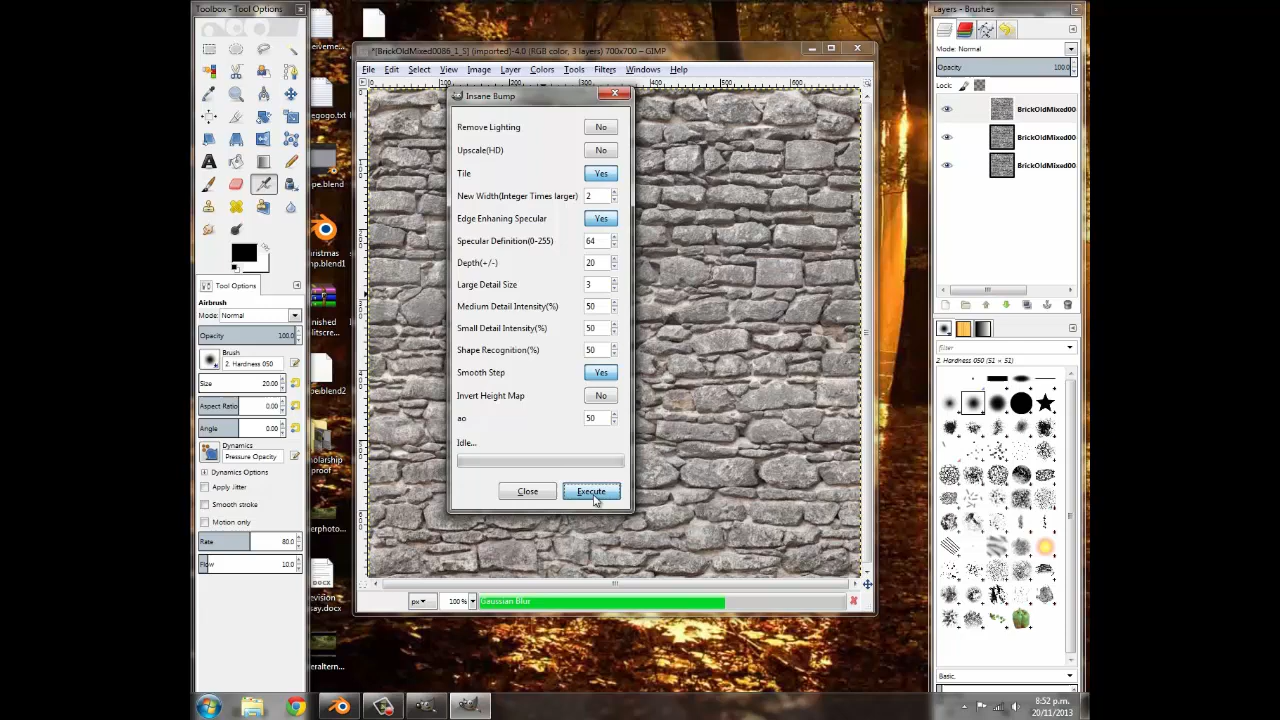 Toolbox - Tool Options
Tool Options
Airbrush
Mode: Normal
Opacity 100.0
Brush
2. Hardness 050
Size 20.00
Aspect Ratio 0.00
Angle 0.00
Dynamics
Pressure Opacity
Dynamics Options
Apply Jitter
Smooth stroke
Motion only
Rate 80.0
Flow 10.0
*[BrickOldMixed0086_1_S] (imported)-4.0 (RGB color, 3 layers) 700x700 – GIMP
File Edit Select View Image Layer Colors Tools Filters Windows Help
Insane Bump
Remove Lighting No
Upscale(HD) No
Tile Yes
New Width(Integer Times larger) 2
Edge Enhaning Specular Yes
Specular Definition(0-255) 64
Depth(+/-) 20
Large Detail Size 3
Medium Detail Intensity(%) 50
Small Detail Intensity(%) 50
Shape Recognition(%) 50
Smooth Step Yes
Invert Height Map No
ao 50
Idle...
Close Execute
px 100% Gaussian Blur
Layers - Brushes
Mode: Normal
Opacity 100.0
Lock:
BrickOldMixed00
BrickOldMixed00
BrickOldMixed00
filter
2. Hardness 050 (51 × 51)
Basic.
8:52 p.m.
20/11/2013